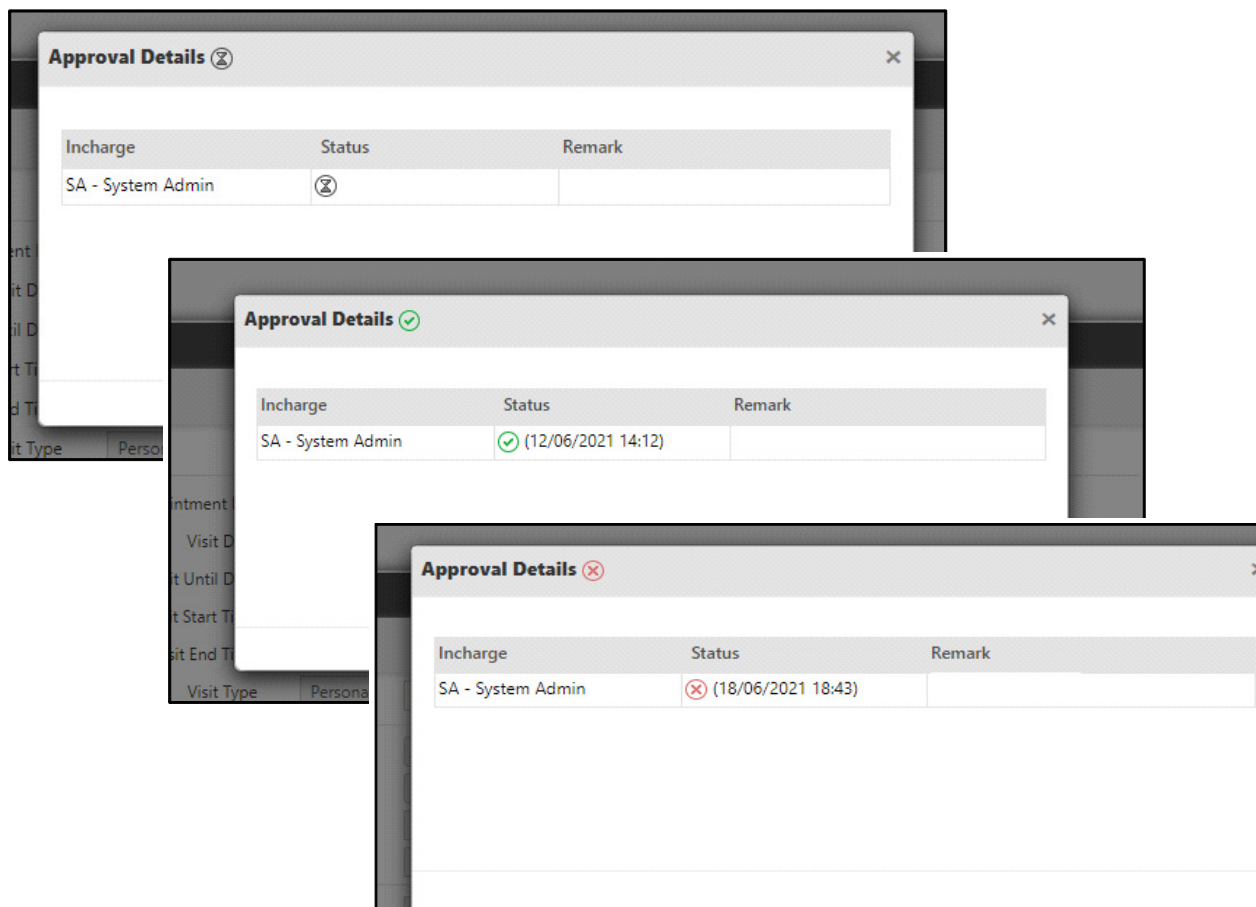 Approval Details
Incharge Status Remark
SA - System Admin
Visit Type
Approval Details
Incharge Status Remark
SA - System Admin (12/06/2021 14:12)
Visit
Until
Start
End
Visit Type
Approval Details
Incharge Status Remark
SA - System Admin (18/06/2021 18:43)